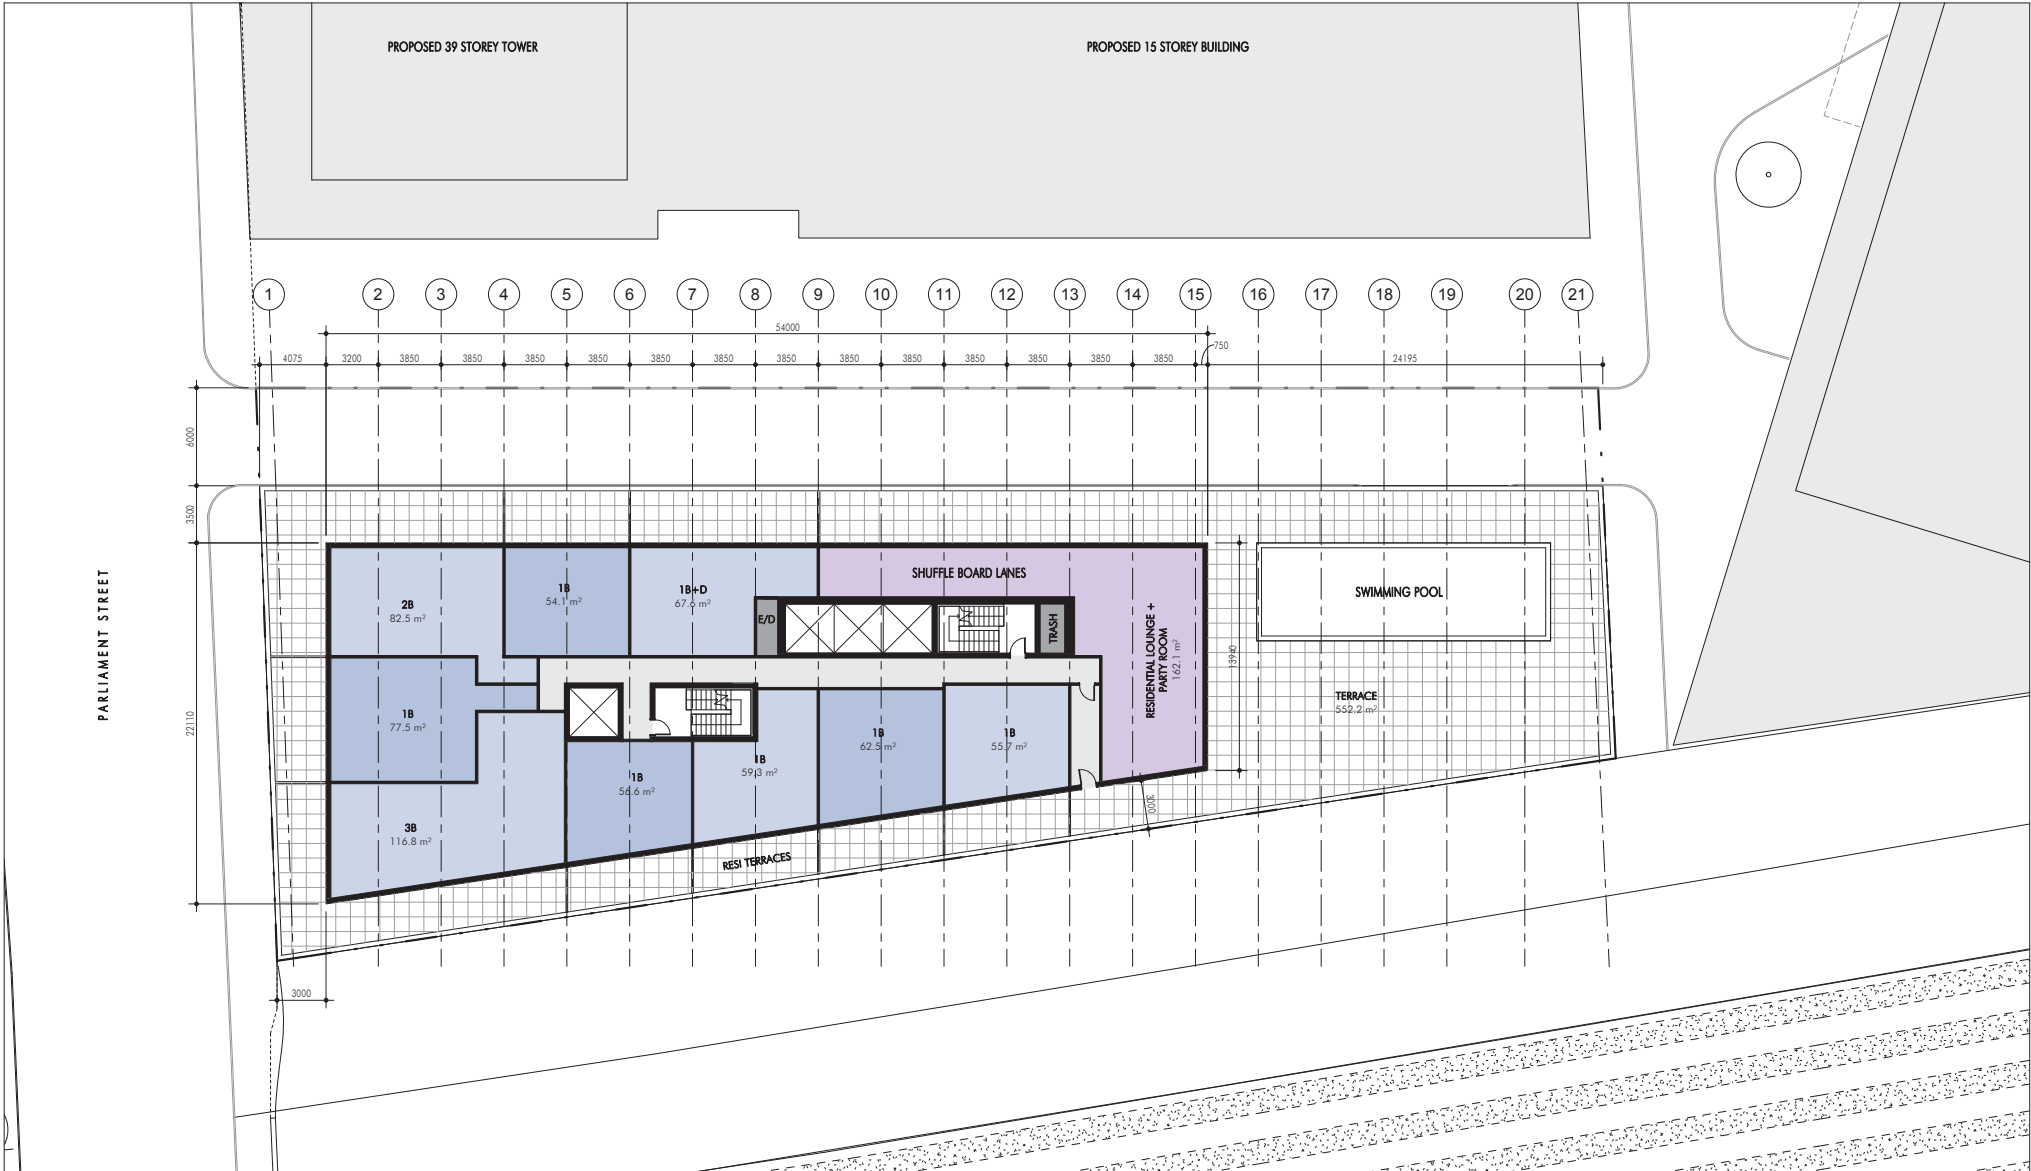 PROPOSED 39 STOREY TOWER
PROPOSED 15 STOREY BUILDING
1
2
3
4
5
6
7
8
9
10
11
12
13
14
15
16
17
18
19
20
21
54000
4075
3200
3850
3850
3850
3850
3850
3850
3850
3850
3850
3850
3850
3850
3850
750
24195
6000
3500
22110
PARLIAMENT STREET
2B
82.5 m²
1B
54.1 m²
1B+D
67.6 m²
E/D
SHUFFLE BOARD LANES
TRASH
RESIDENTIAL LOUNGE +
PARTY ROOM
162.1 m²
13940
SWIMMING POOL
TERRACE
552.2 m²
1B
77.5 m²
3B
116.8 m²
1B
56.6 m²
1B
59.3 m²
1B
62.5 m²
1B
55.7 m²
RESI TERRACES
3000
3000